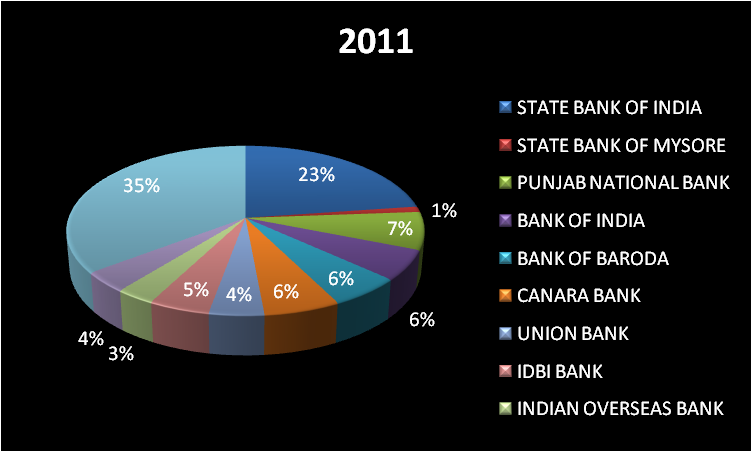 2011
35%
23%
1%
7%
6%
6%
6%
4%
5%
3%
4%
STATE BANK OF INDIA
STATE BANK OF MYSORE
PUNJAB NATIONAL BANK
BANK OF INDIA
BANK OF BARODA
CANARA BANK
UNION BANK
IDBI BANK
INDIAN OVERSEAS BANK